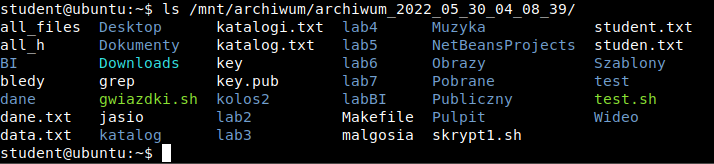 student@ubuntu:~$ ls /mnt/archiwum/archiwum_2022_05_30_04_08_39/
all_files  Desktop      katalogi.txt  lab4      Muzyka            student.txt
all_h      Dokumenty    katalog.txt   lab5      NetBeansProjects  studen.txt
BI         Downloads    key           lab6      Obrazy            Szablony
bledy      grep         key.pub       lab7      Pobrane           test
dane       gwiazdki.sh  kolos2        labBI     Publiczny         test.sh
dane.txt   jasio        lab2          Makefile  Pulpit            Wideo
data.txt   katalog      lab3          malgosia  skrypt1.sh
student@ubuntu:~$